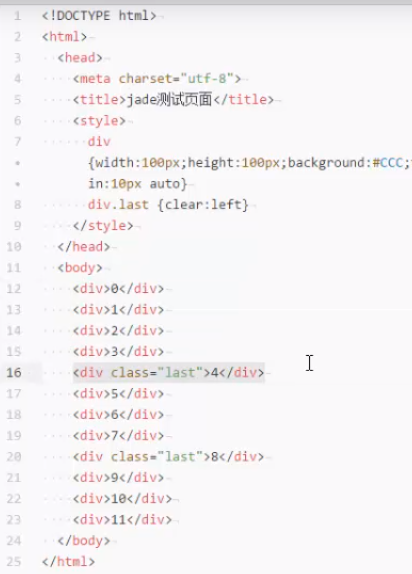 1 <!DOCTYPE html>
2 <html>
3 <head>
4 <meta charset="utf-8">
5 <title>jade测试页面</title>
6 <style>
7 div
{width:100px;height:100px;background:#CCC;
in:10px auto}
8 div.last {clear:left}
9 </style>
10 </head>
11 <body>
12 <div>0</div>
13 <div>1</div>
14 <div>2</div>
15 <div>3</div>
16 <div class="last">4</div>
17 <div>5</div>
18 <div>6</div>
19 <div>7</div>
20 <div class="last">8</div>
21 <div>9</div>
22 <div>10</div>
23 <div>11</div>
24 </body>
25 </html>